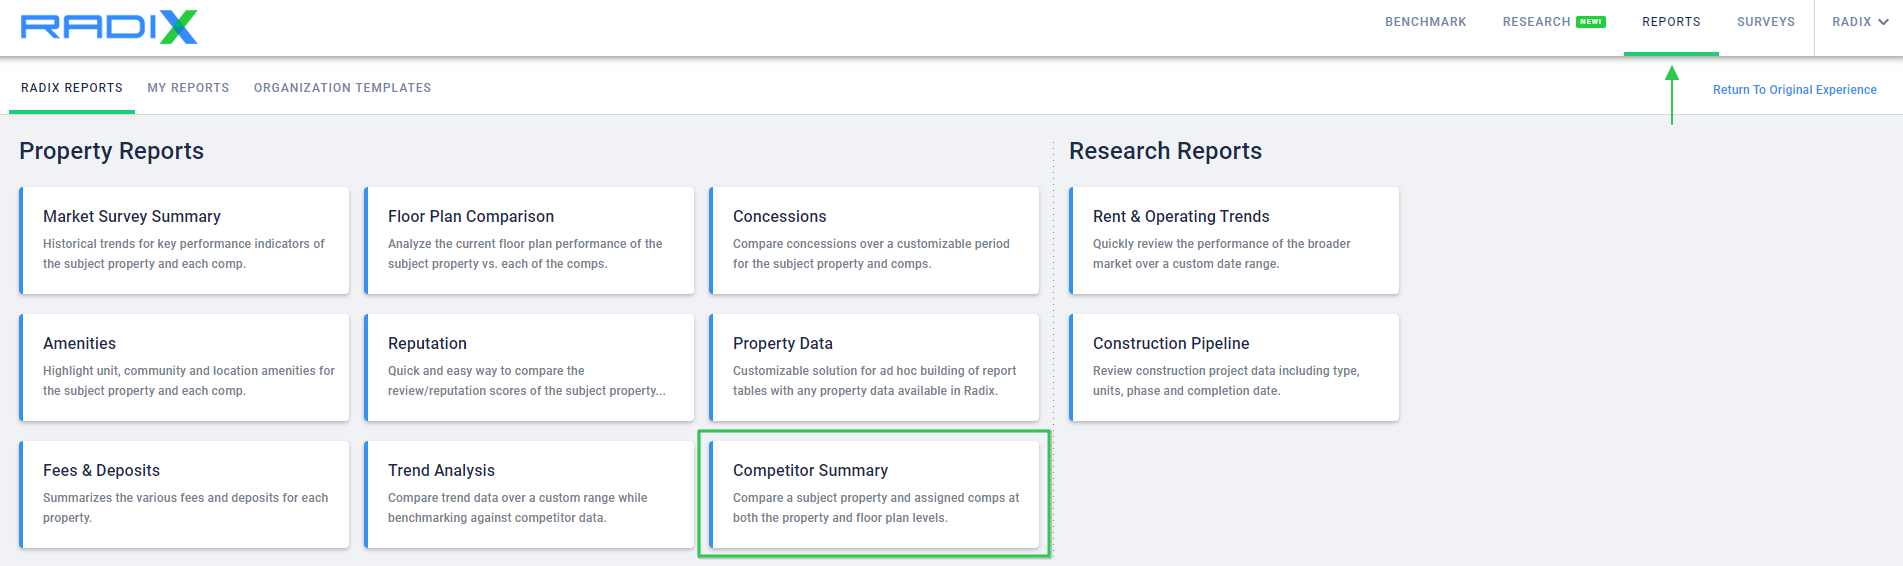 RADIX
BENCHMARK
RESEARCH NEW!
REPORTS
SURVEYS
RADIX
RADIX REPORTS
MY REPORTS
ORGANIZATION TEMPLATES
Return To Original Experience
Property Reports
Market Survey Summary
Historical trends for key performance indicators of
the subject property and each comp.
Floor Plan Comparison
Analyze the current floor plan performance of the
subject property vs. each of the comps.
Concessions
Compare concessions over a customizable period
for the subject property and comps.
Amenities
Highlight unit, community and location amenities for
the subject property and each comp.
Reputation
Quick and easy way to compare the
review/reputation scores of the subject property...
Property Data
Customizable solution for ad hoc building of report
tables with any property data available in Radix.
Fees & Deposits
Summarizes the various fees and deposits for each
property.
Trend Analysis
Compare trend data over a custom range while
benchmarking against competitor data.
Competitor Summary
Compare a subject property and assigned comps at
both the property and floor plan levels.
Research Reports
Rent & Operating Trends
Quickly review the performance of the broader
market over a custom date range.
Construction Pipeline
Review construction project data including type,
units, phase and completion date.